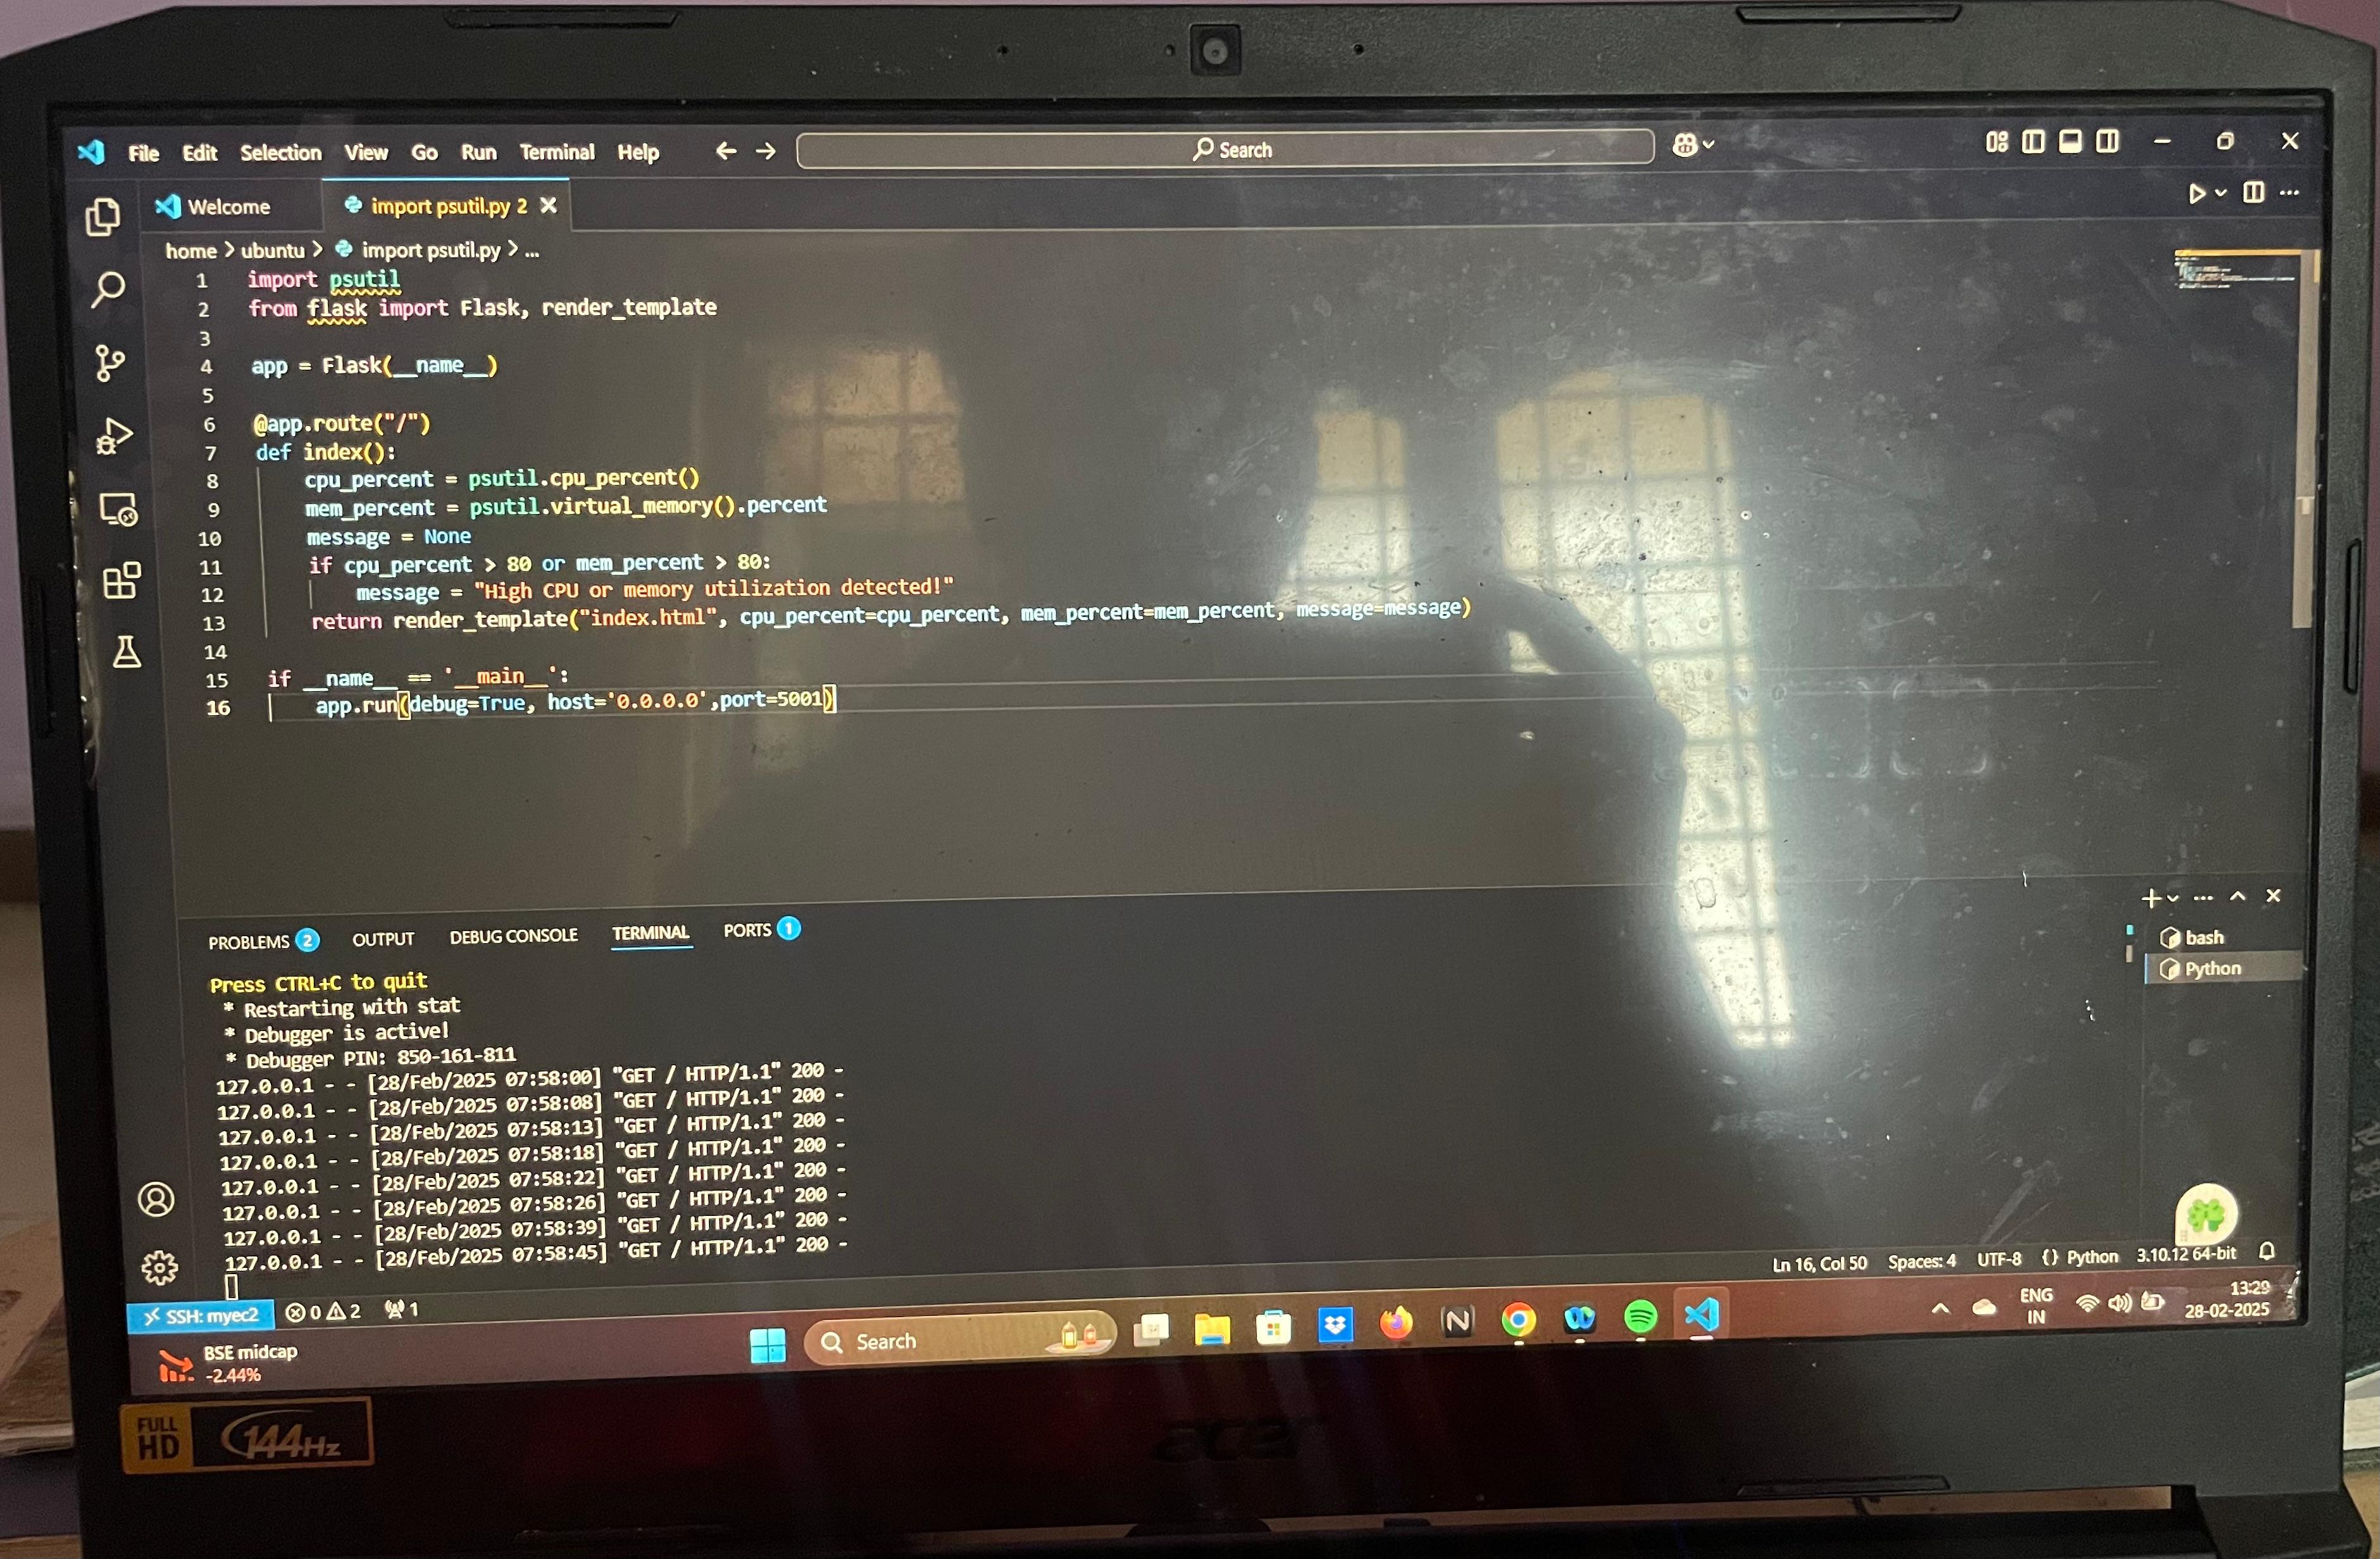 File Edit Selection View Go Run Terminal Help Search
Welcome import psutil.py 2
home > ubuntu > import psutil.py > ...
1 import psutil
2 from flask import Flask, render_template
3
4 app = Flask(__name__)
5
6 @app.route("/")
7 def index():
8 cpu_percent = psutil.cpu_percent()
9 mem_percent = psutil.virtual_memory().percent
10 message = None
11 if cpu_percent > 80 or mem_percent > 80:
12 message = "High CPU or memory utilization detected!"
13 return render_template("index.html", cpu_percent=cpu_percent, mem_percent=mem_percent, message=message)
14
15 if __name__ == '__main__':
16 app.run(debug=True, host='0.0.0.0',port=5001)
PROBLEMS 2 OUTPUT DEBUG CONSOLE TERMINAL PORTS 1
bash
Python
Press CTRL+C to quit
* Restarting with stat
* Debugger is active!
* Debugger PIN: 850-161-811
127.0.0.1 - - [28/Feb/2025 07:58:00] "GET / HTTP/1.1" 200 -
127.0.0.1 - - [28/Feb/2025 07:58:08] "GET / HTTP/1.1" 200 -
127.0.0.1 - - [28/Feb/2025 07:58:13] "GET / HTTP/1.1" 200 -
127.0.0.1 - - [28/Feb/2025 07:58:18] "GET / HTTP/1.1" 200 -
127.0.0.1 - - [28/Feb/2025 07:58:22] "GET / HTTP/1.1" 200 -
127.0.0.1 - - [28/Feb/2025 07:58:26] "GET / HTTP/1.1" 200 -
127.0.0.1 - - [28/Feb/2025 07:58:39] "GET / HTTP/1.1" 200 -
127.0.0.1 - - [28/Feb/2025 07:58:45] "GET / HTTP/1.1" 200 -
Ln 16, Col 50 Spaces: 4 UTF-8 {} Python 3.10.12 64-bit
SSH: myec2 0 2 1
BSE midcap
-2.44%
Search
ENG
IN
13:29
28-02-2025
FULL
HD
144Hz
acer